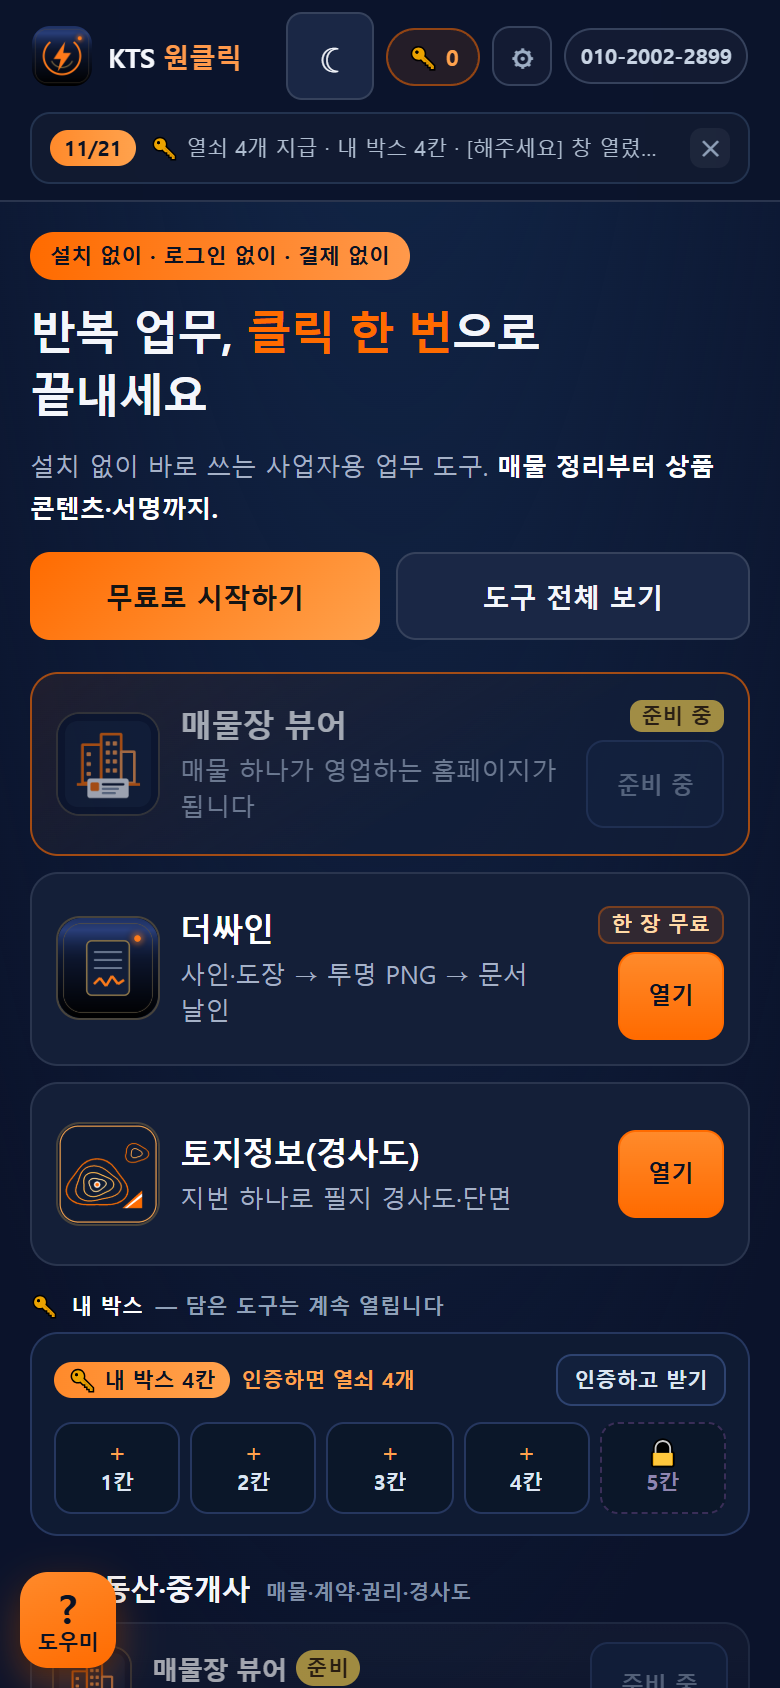 KTS 원클릭
☾
🔑 0
⚙
010-2002-2899
11/21 🔑 열쇠 4개 지급 · 내 박스 4칸 · [해주세요] 창 열렸... ✕
설치 없이 · 로그인 없이 · 결제 없이
반복 업무, 클릭 한 번으로
끝내세요
설치 없이 바로 쓰는 사업자용 업무 도구. 매물 정리부터 상품
콘텐츠·서명까지.
무료로 시작하기
도구 전체 보기
매물장 뷰어
매물 하나가 영업하는 홈페이지가
됩니다
준비 중
준비 중
더싸인
사인·도장 → 투명 PNG → 문서
날인
한 장 무료
열기
토지정보(경사도)
지번 하나로 필지 경사도·단면
열기
🔑 내 박스 — 담은 도구는 계속 열립니다
🔑 내 박스 4칸 인증하면 열쇠 4개
인증하고 받기
+
1칸
+
2칸
+
3칸
+
4칸
🔒
5칸
동산·중개사 매물·계약·권리·경사도
?
도우미
매물장 뷰어 준비
준비 중